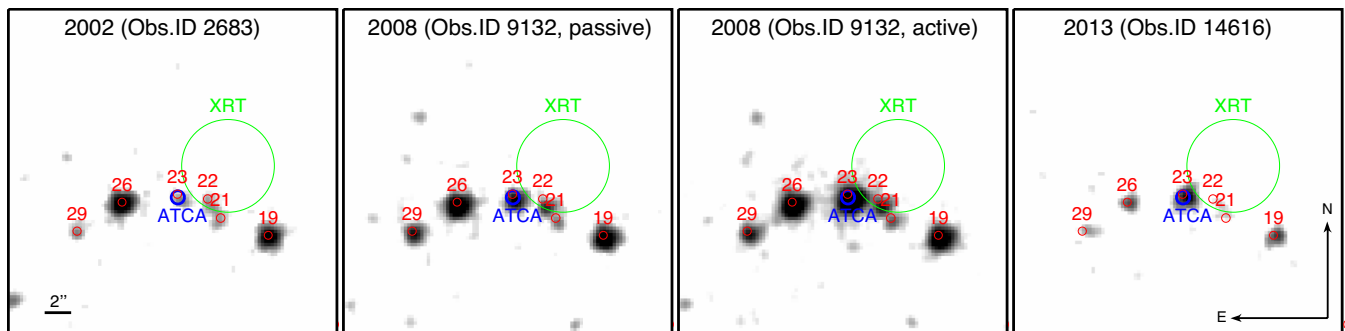 2002 (Obs.ID 2683)
XRT
26
23
22
21
29
ATCA
19
2''
2008 (Obs.ID 9132, passive)
XRT
26
23
22
21
29
ATCA
19
2008 (Obs.ID 9132, active)
XRT
26
23
22
21
29
ATCA
19
2013 (Obs.ID 14616)
XRT
26
23
22
21
29
ATCA
19
N
E